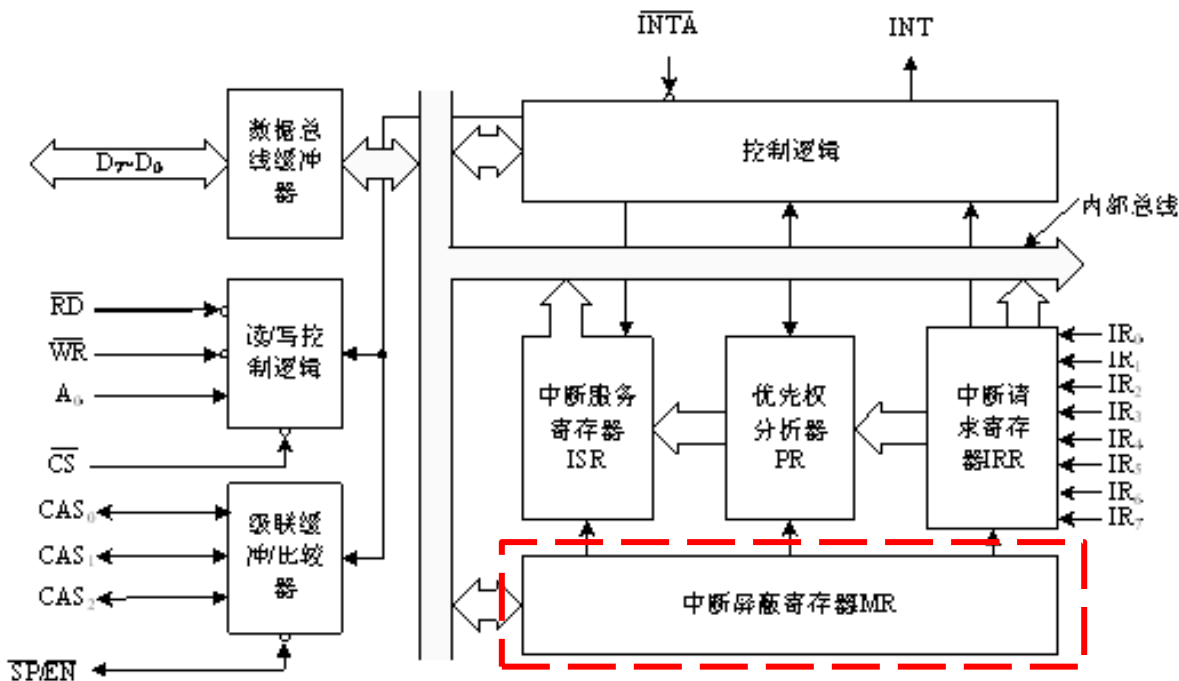 INTA INT
数据总
线缓冲
器
D7-D0
控制逻辑
内部总线
RD
WR
A0
CS
读/写控
制逻辑
中断服务
寄存器
ISR
优先权
分析器
PR
中断请
求寄存
器IRR
IR0
IR1
IR2
IR3
IR4
IR5
IR6
IR7
CAS0
CAS1
CAS2
级联缓
冲/比较
器
中断屏蔽寄存器IMR
SP/EN